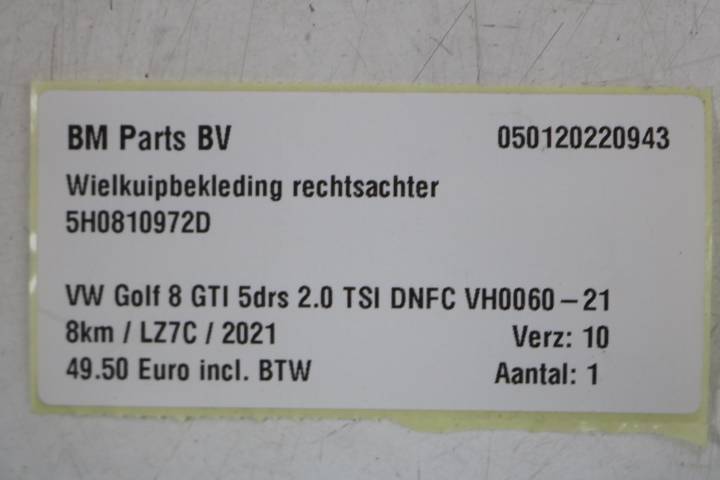 BM Parts BV 050120220943
Wielkuipbekleding rechtsachter
5H0810972D
VW Golf 8 GTI 5drs 2.0 TSI DNFC VH0060-21
8km / LZ7C / 2021 Verz: 10
49.50 Euro incl. BTW Aantal: 1